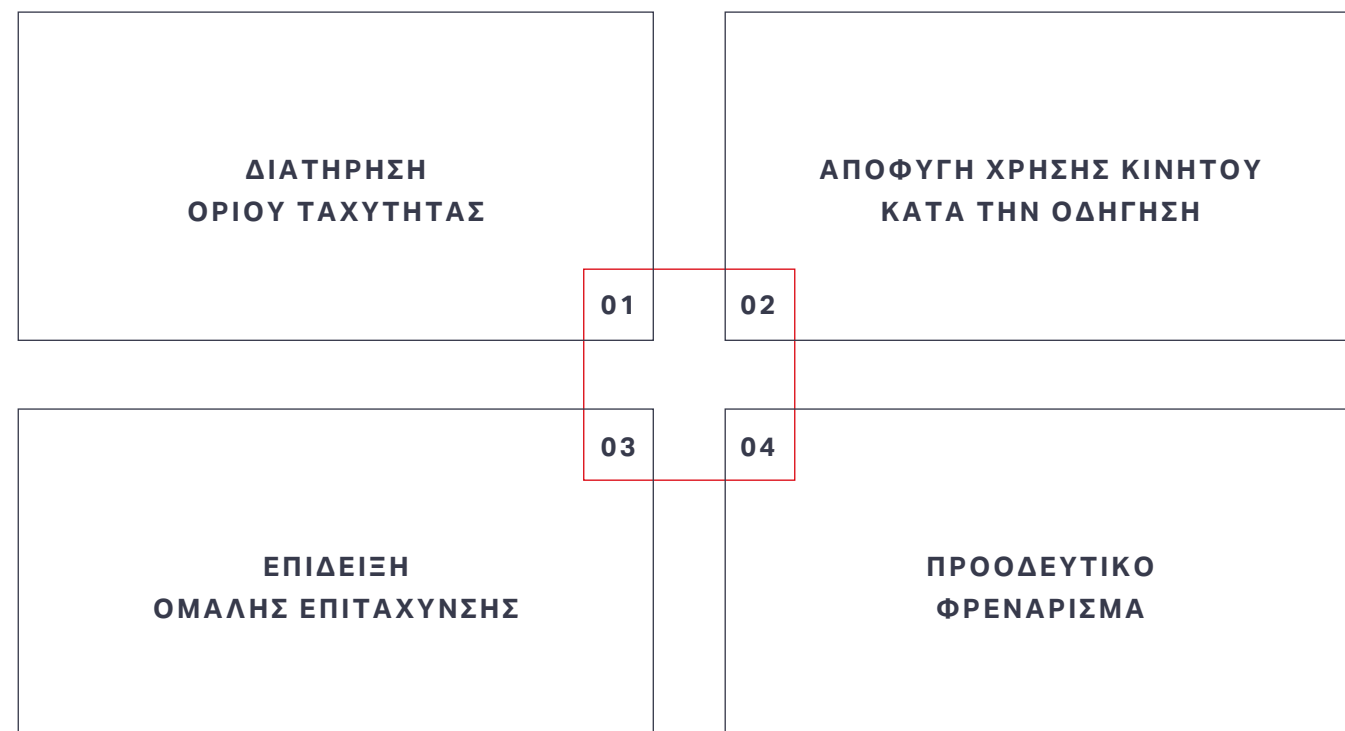 ΔΙΑΤΗΡΗΣΗ
ΟΡΙΟΥ ΤΑΧΥΤΗΤΑΣ
01
ΑΠΟΦΥΓΗ ΧΡΗΣΗΣ ΚΙΝΗΤΟΥ
ΚΑΤΑ ΤΗΝ ΟΔΗΓΗΣΗ
02
03
ΕΠΙΔΕΙΞΗ
ΟΜΑΛΗΣ ΕΠΙΤΑΧΥΝΣΗΣ
04
ΠΡΟΟΔΕΥΤΙΚΟ
ΦΡΕΝΑΡΙΣΜΑ